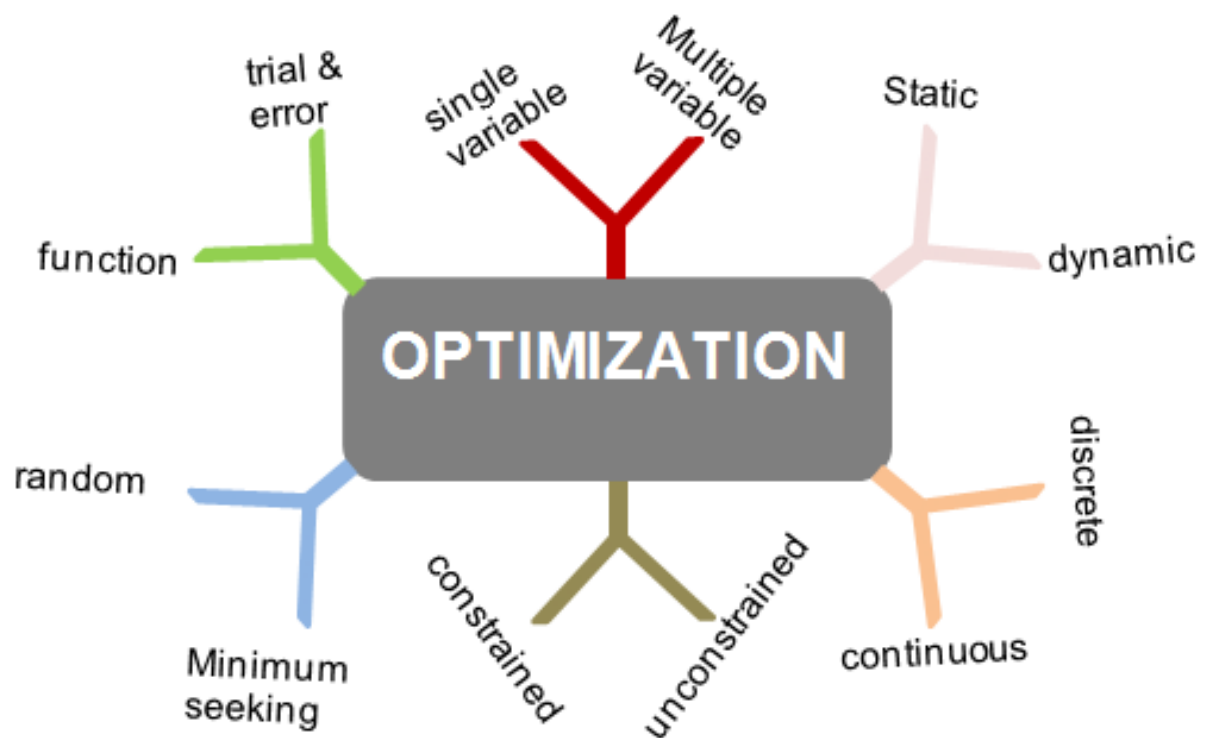 trial &
error
single
variable
Multiple
variable
Static
function
dynamic
OPTIMIZATION
random
discrete
constrained
unconstrained
continuous
Minimum
seeking